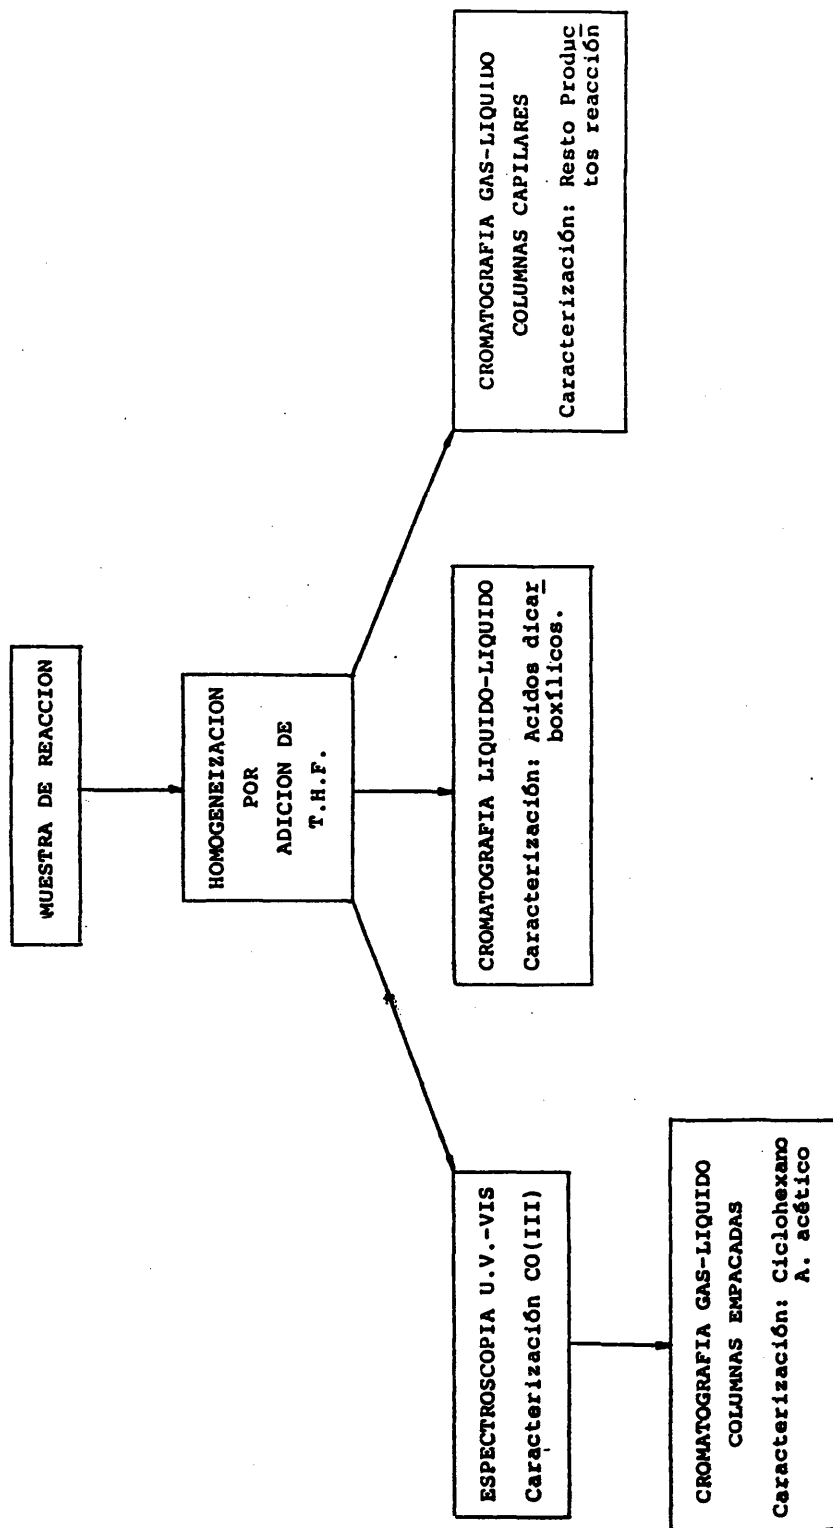 MUESTRA DE REACCION
HOMOGENEIZACION
POR
ADICION DE
T.H.F.
ESPECTROSCOPIA U.V.-VIS
Caracterización CO(III)
CROMATOGRAFIA LIQUIDO-LIQUIDO
Caracterización: Acidos dicar
boxílicos.
CROMATOGRAFIA GAS-LIQUIDO
COLUMNAS CAPILARES
Caracterización: Resto Produc
tos reacción
CROMATOGRAFIA GAS-LIQUIDO
COLUMNAS EMPACADAS
Caracterización: Ciclohexano
A. acético